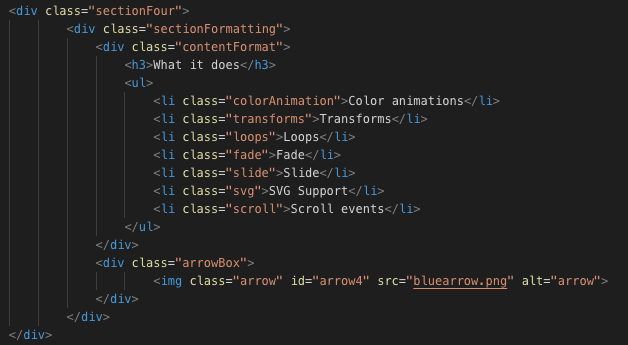 <div class="sectionFour">
<div class="sectionFormatting">
<div class="contentFormat">
<h3>What it does</h3>
<ul>
<li class="colorAnimation">Color animations</li>
<li class="transforms">Transforms</li>
<li class="loops">Loops</li>
<li class="fade">Fade</li>
<li class="slide">Slide</li>
<li class="svg">SVG Support</li>
<li class="scroll">Scroll events</li>
</ul>
</div>
<div class="arrowBox">
<img class="arrow" id="arrow4" src="bluearrow.png" alt="arrow">
</div>
</div>
</div>